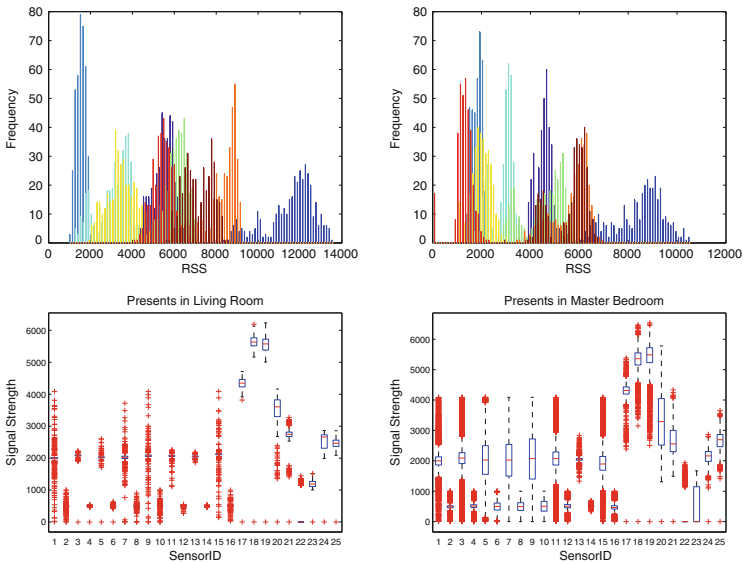 80
70
60
50
40
30
20
10
0
Frequency
0 2000 4000 6000 8000 10000 12000 14000
RSS
80
70
60
50
40
30
20
10
0
Frequency
0 2000 4000 6000 8000 10000 12000
RSS
Presents in Living Room
6000
5000
4000
3000
2000
1000
0
Signal Strength
1 2 3 4 5 6 7 8 9 10 11 12 13 14 15 16 17 18 19 20 21 22 23 24 25
SensorID
Presents in Master Bedroom
6000
5000
4000
3000
2000
1000
0
Signal Strength
1 2 3 4 5 6 7 8 9 10 11 12 13 14 15 16 17 18 19 20 21 22 23 24 25
SensorID